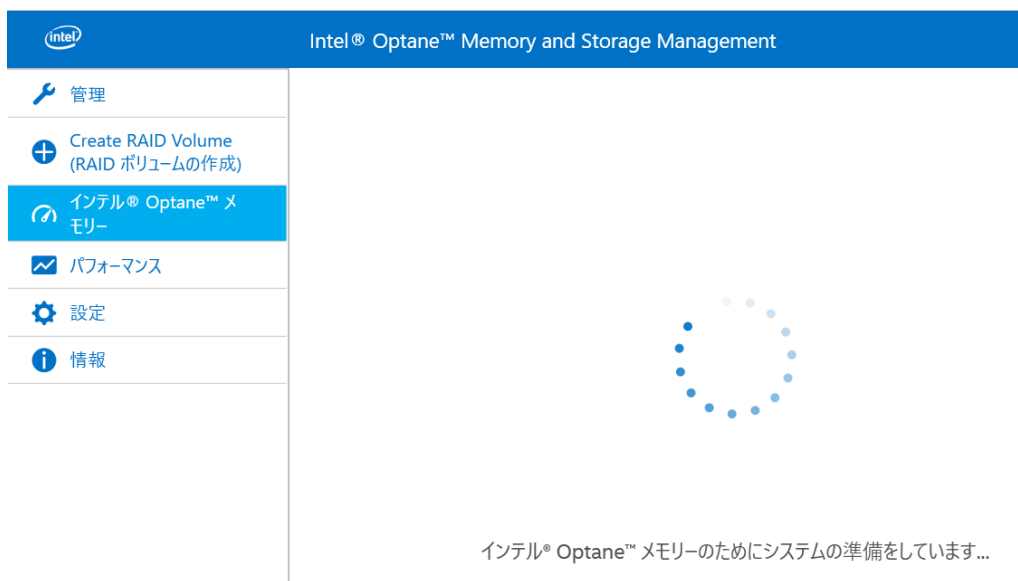 intel
Intel® Optane™ Memory and Storage Management
管理
Create RAID Volume
(RAID ボリュームの作成)
インテル® Optane™ メ
モリー
パフォーマンス
設定
情報
インテル® Optane™ メモリーのためにシステムの準備をしています...